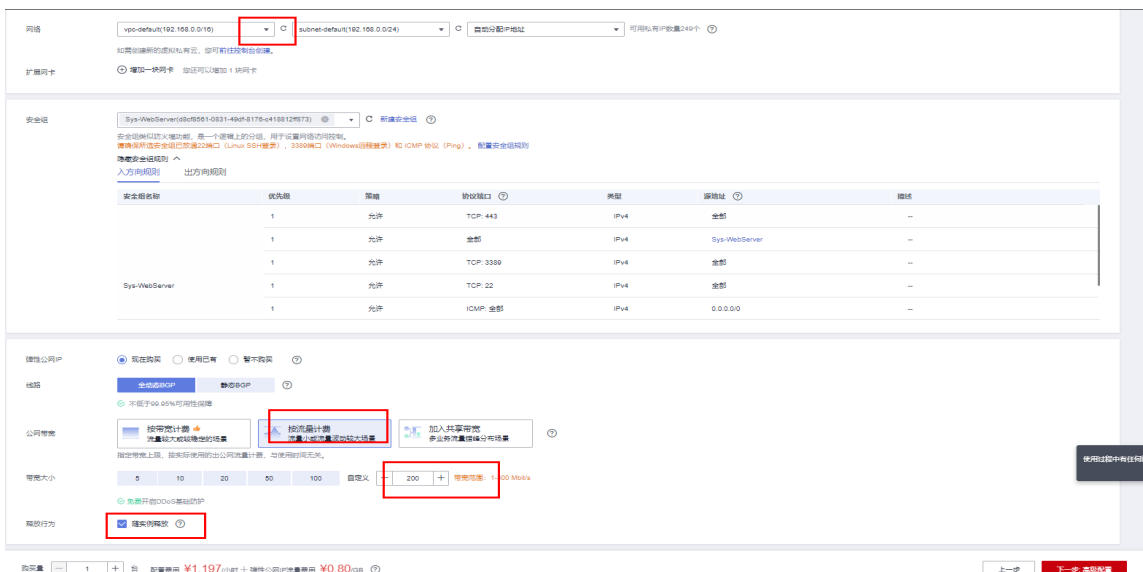 网络 vpc-default(192.168.0.0/16) subnet-default(192.168.0.0/24) 自动分配IP地址 可用私有IP数量249个
如需创建新的虚拟私有云，您可前往控制台创建。
扩展网卡 增加一块网卡 您还可以增加 1 块网卡
安全组 Sys-WebServer(d8cf8561-0831-49df-8176-c418812ff873) 新建安全组
安全组类似防火墙功能，是一个逻辑上的分组，用于设置网络访问控制。
请确保所选安全组已放通22端口（Linux SSH登录），3389端口（Windows远程登录）和 ICMP 协议（Ping）。 配置安全组规则
隐藏安全组规则
入方向规则 出方向规则
安全组名称 优先级 策略 协议端口 类型 源地址 描述
1 允许 TCP: 443 IPv4 全部 --
1 允许 全部 IPv4 Sys-WebServer --
1 允许 TCP: 3389 IPv4 全部 --
Sys-WebServer 1 允许 TCP: 22 IPv4 全部 --
1 允许 ICMP: 全部 IPv4 0.0.0.0/0 --
弹性公网IP 现在购买 使用已有 暂不购买
线路 全动态BGP 静态BGP
不低于99.95%可用性保障
公网带宽 按带宽计费 按流量计费 加入共享带宽
流量较大或较稳定的场景 流量小或流量波动较大场景 多业务流量错峰分布场景
指定带宽上限，按实际使用的出公网流量计费，与使用时间无关。
带宽大小 5 10 20 50 100 自定义 200 带宽范围：1-300 Mbit/s
免费开启DDoS基础防护
释放行为 随实例释放
使用过程中有任何
购买量 1 台 配置费用 ¥1.197/小时 + 弹性公网IP流量费用 ¥0.80/GB 上一步 下一步: 高级配置